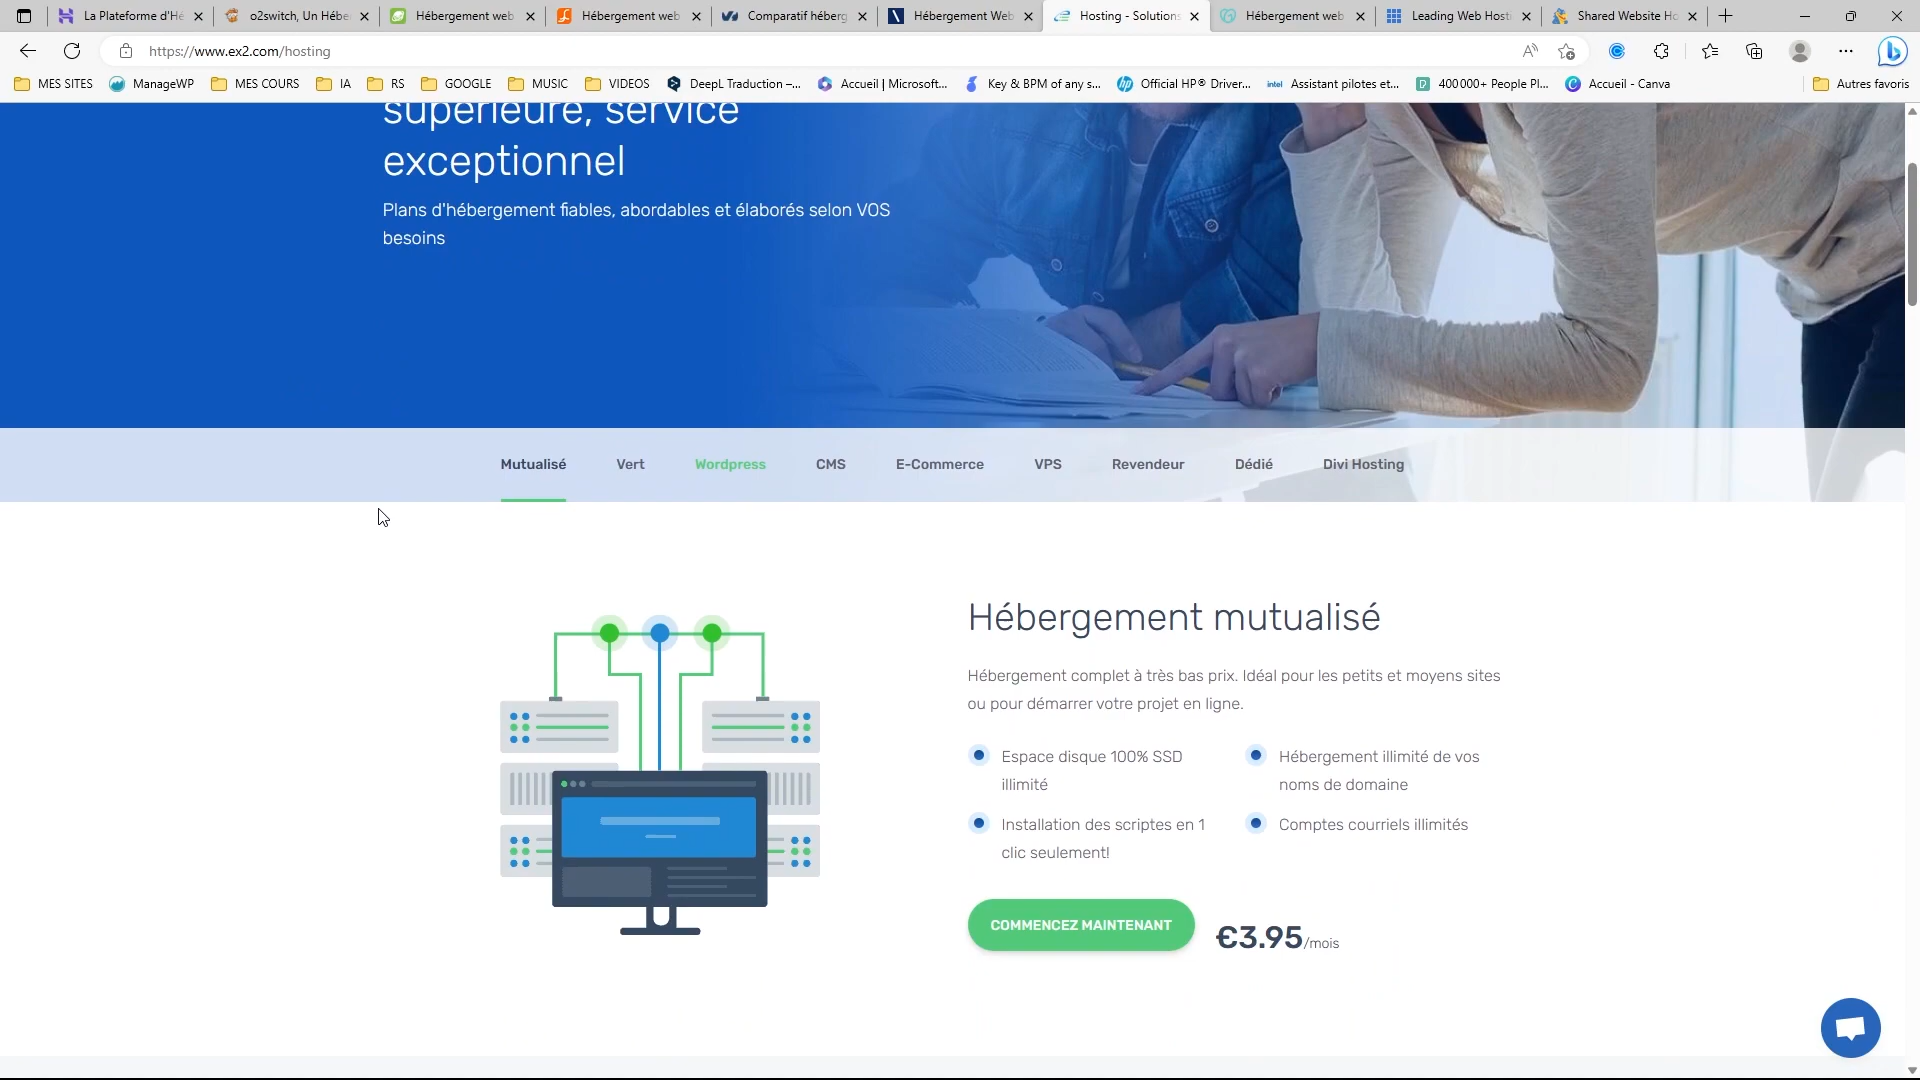 La Plateforme d'Hé
o2switch, Un Hébe
Hébergement web
Hébergement web
Comparatif héberg
Hébergement Web
Hosting - Solutions
Hébergement web
Leading Web Host
Shared Website Ho
https://www.ex2.com/hosting
MES SITES
ManageWP
MES COURS
IA
RS
GOOGLE
MUSIC
VIDEOS
DeepL Traduction –...
Accueil | Microsoft...
Key & BPM of any s...
Official HP® Driver...
Assistant pilotes et...
400 000+ People Pl...
Accueil - Canva
Autres favoris
supérieure, service
exceptionnel
Plans d'hébergement fiables, abordables et élaborés selon VOS
besoins
Mutualisé
Vert
Wordpress
CMS
E-Commerce
VPS
Revendeur
Dédié
Divi Hosting
Hébergement mutualisé
Hébergement complet à très bas prix. Idéal pour les petits et moyens sites
ou pour démarrer votre projet en ligne.
Espace disque 100% SSD
illimité
Hébergement illimité de vos
noms de domaine
Installation des scriptes en 1
clic seulement!
Comptes courriels illimités
COMMENCEZ MAINTENANT
€3.95/mois